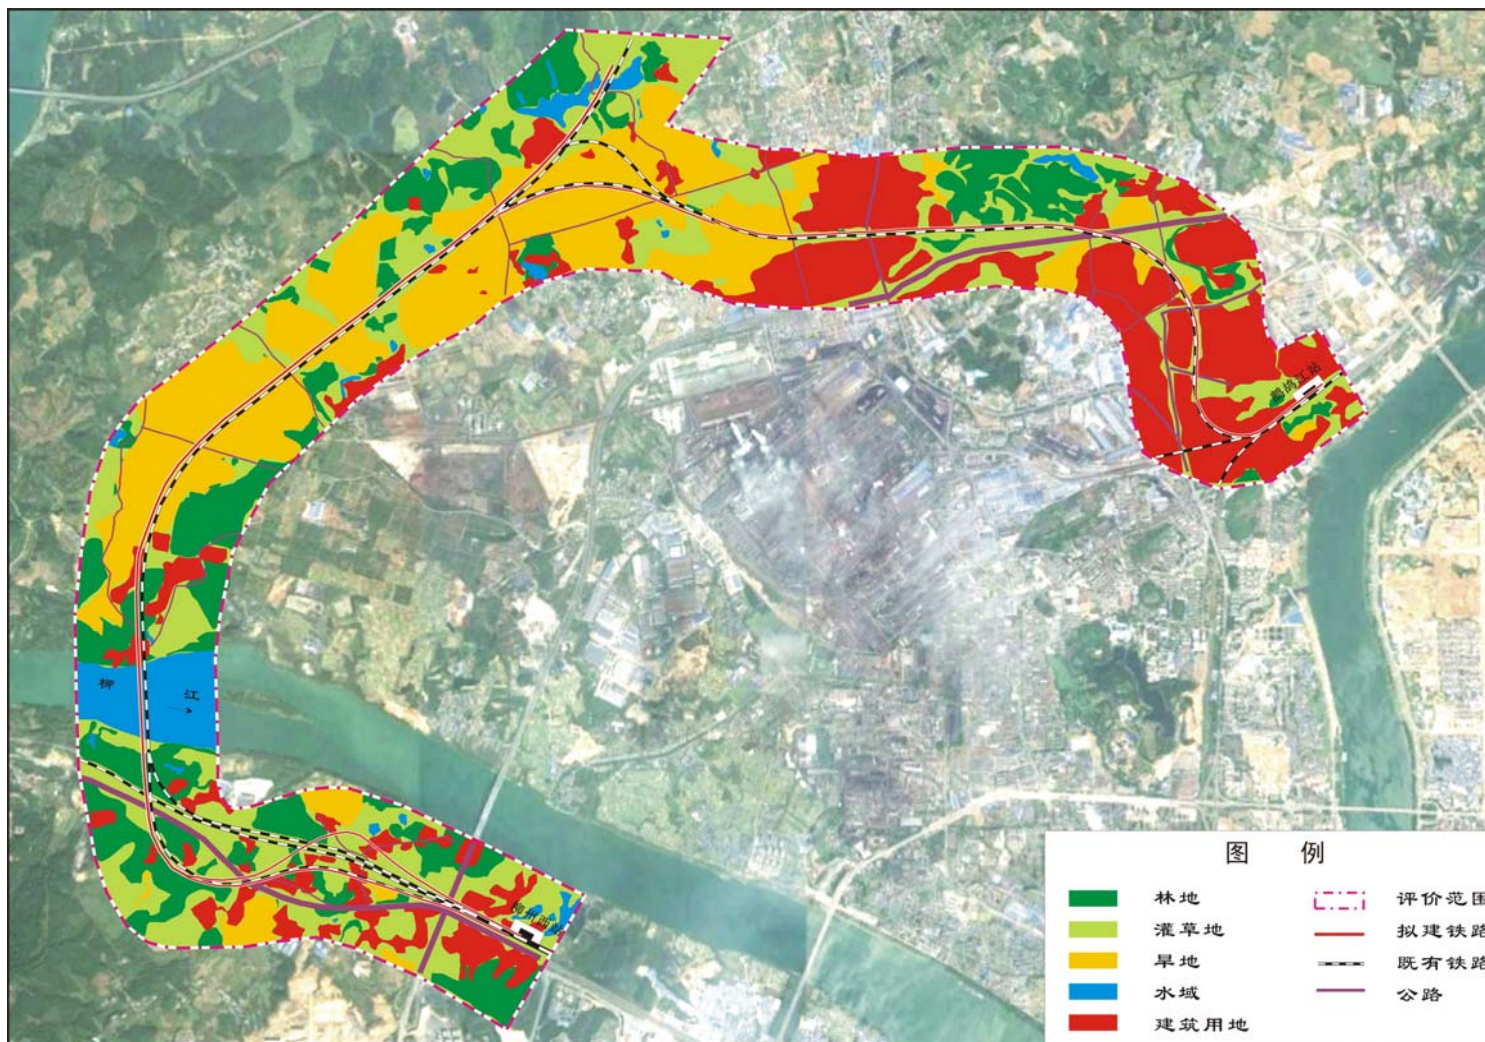 鹧鸪江站
柳
江
柳州西站
图 例
林地
灌草地
旱地
水域
建筑用地
评价范围
拟建铁路
既有铁路
公路